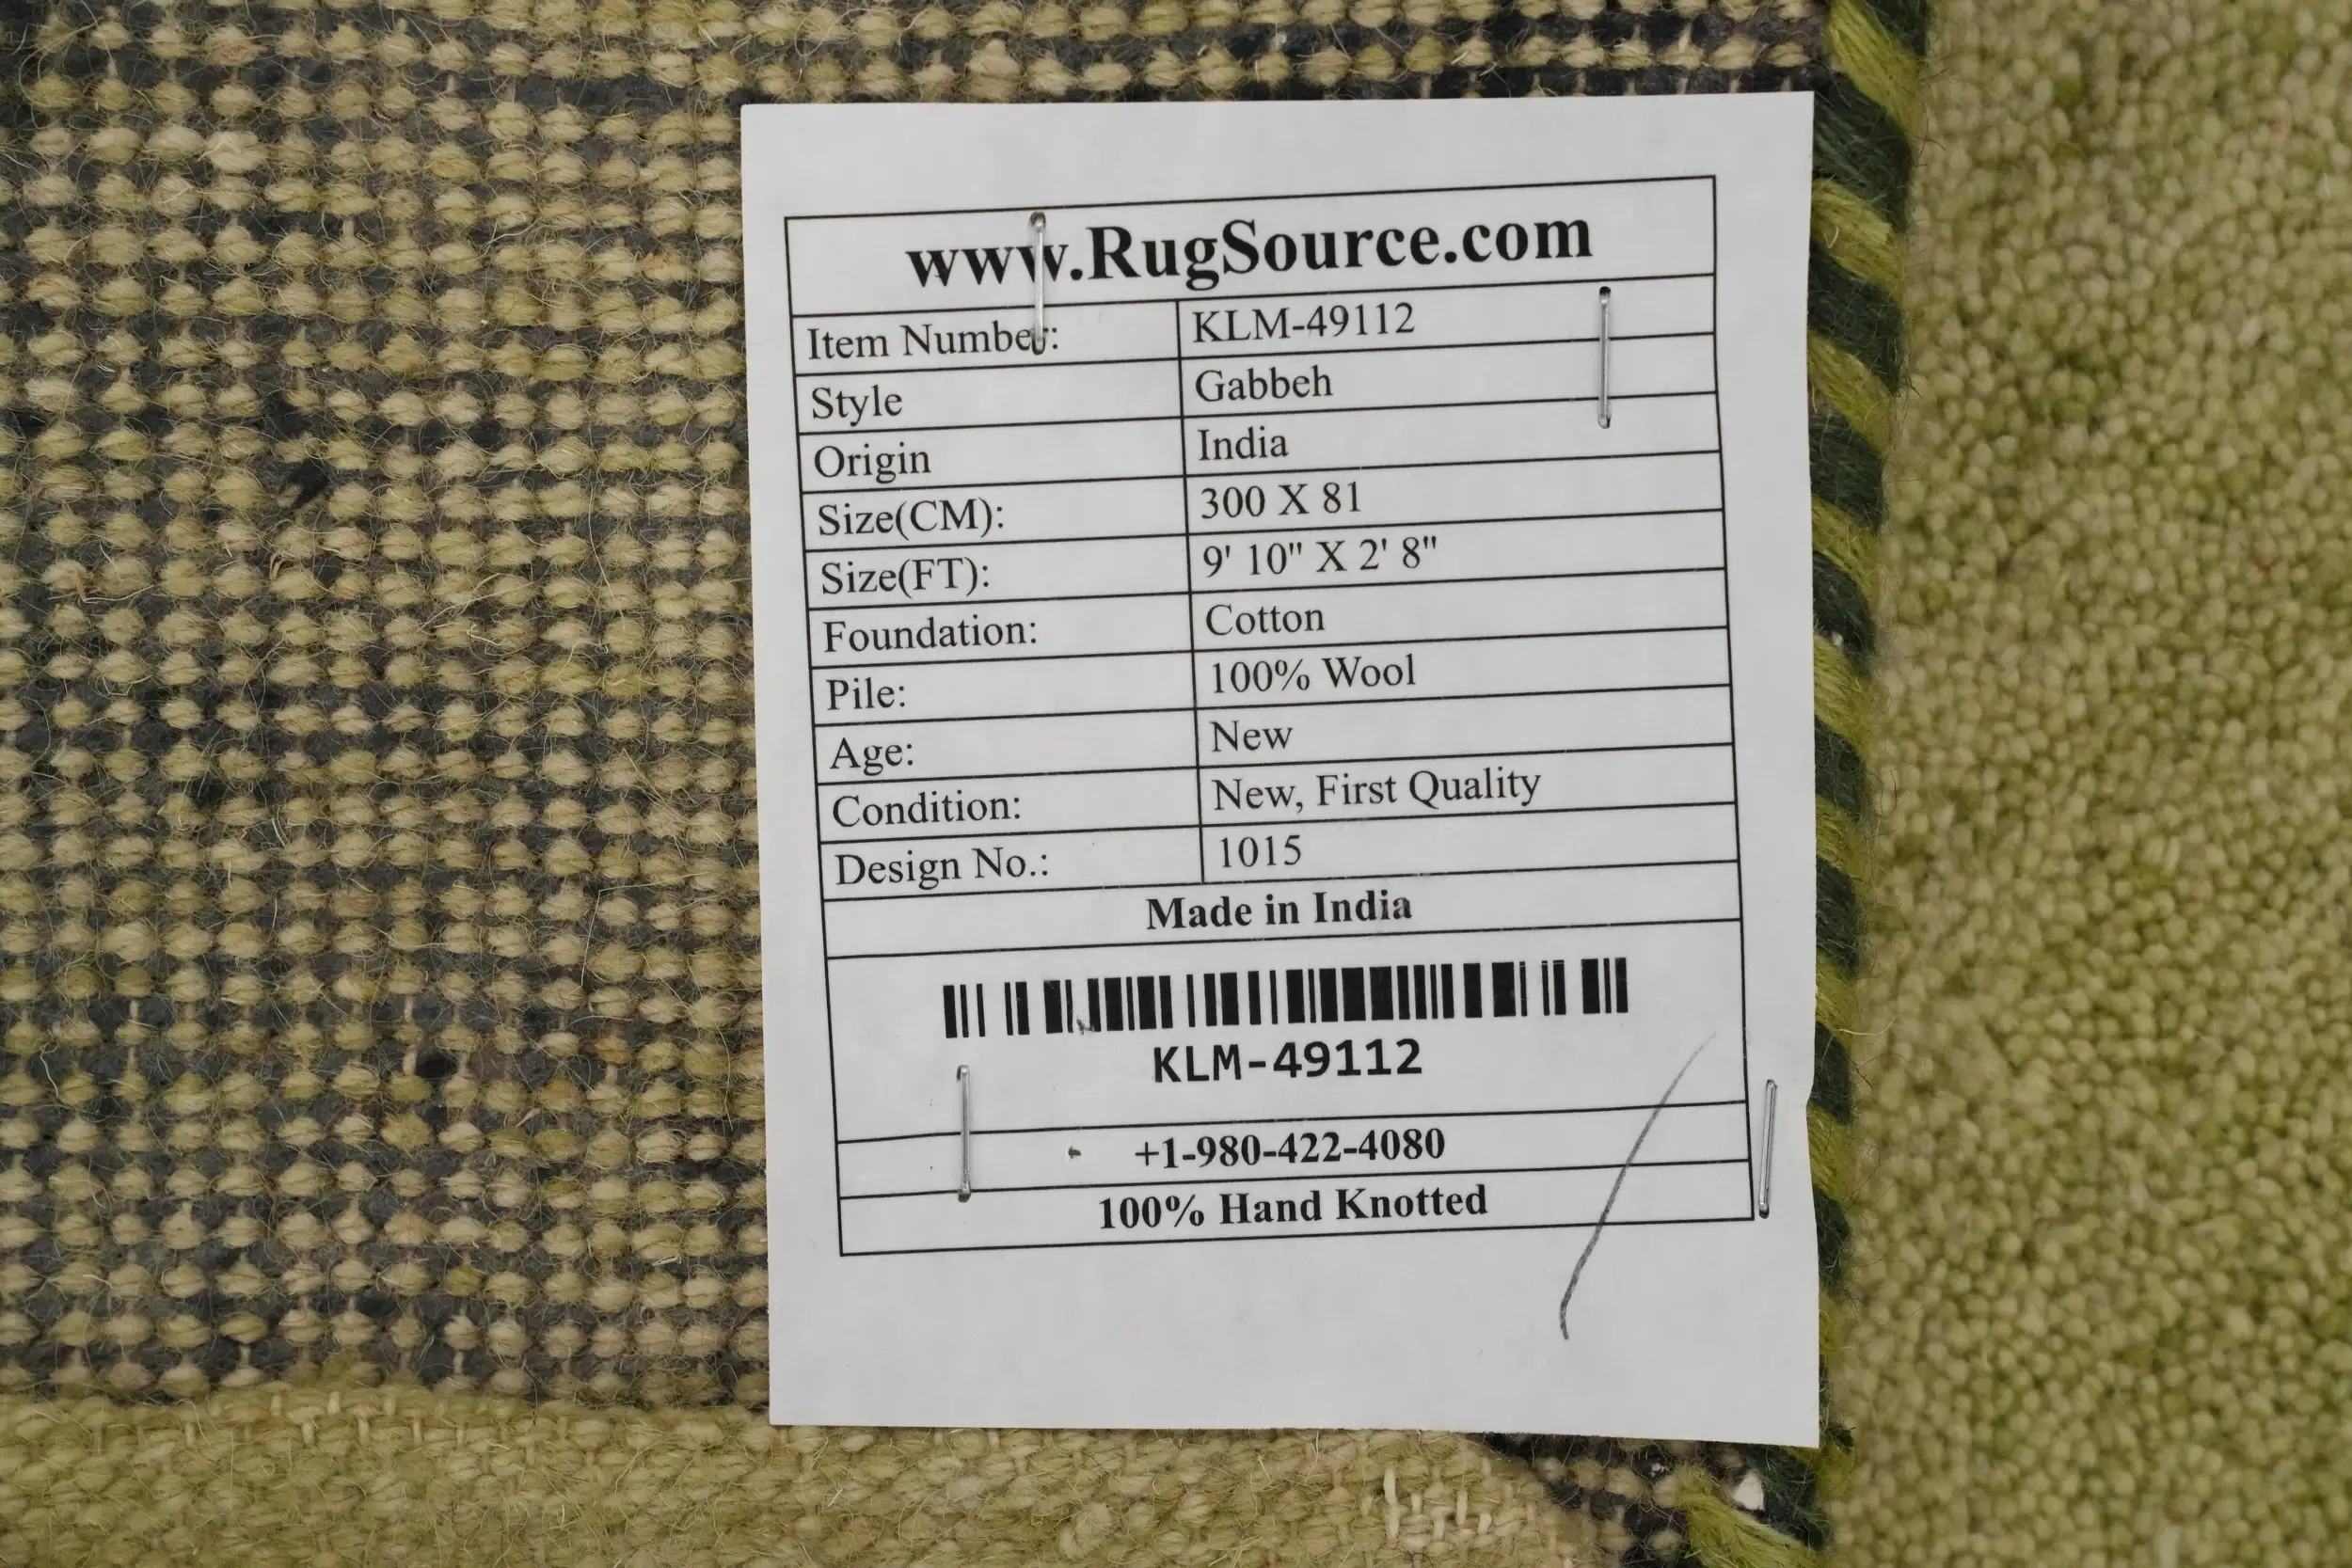 www.RugSource.com
Item Number: KLM-49112
Style Gabbeh
Origin India
Size(CM): 300 X 81
Size(FT): 9' 10" X 2' 8"
Foundation: Cotton
Pile: 100% Wool
Age: New
Condition: New, First Quality
Design No.: 1015
Made in India
KLM-49112
+1-980-422-4080
100% Hand Knotted